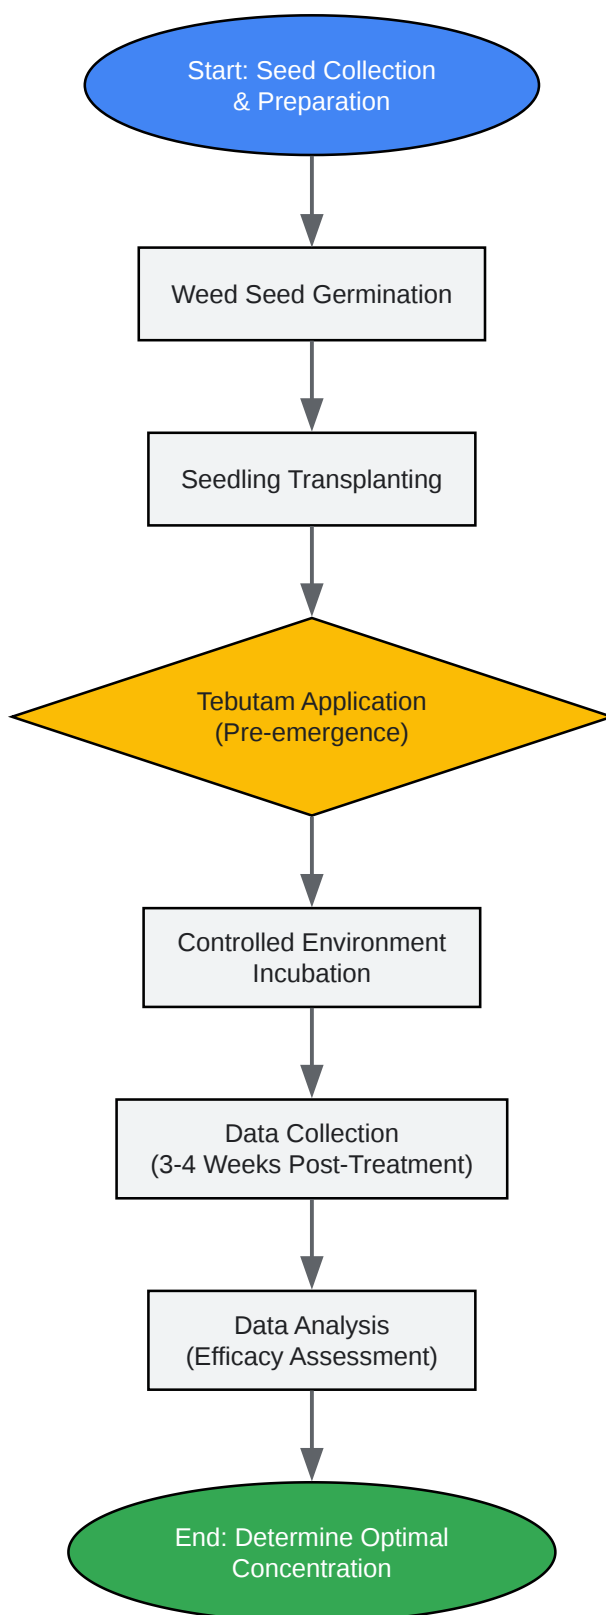 Start: Seed Collection
& Preparation
Weed Seed Germination
Seedling Transplanting
Tebutam Application
(Pre-emergence)
Controlled Environment
Incubation
Data Collection
(3-4 Weeks Post-Treatment)
Data Analysis
(Efficacy Assessment)
End: Determine Optimal
Concentration